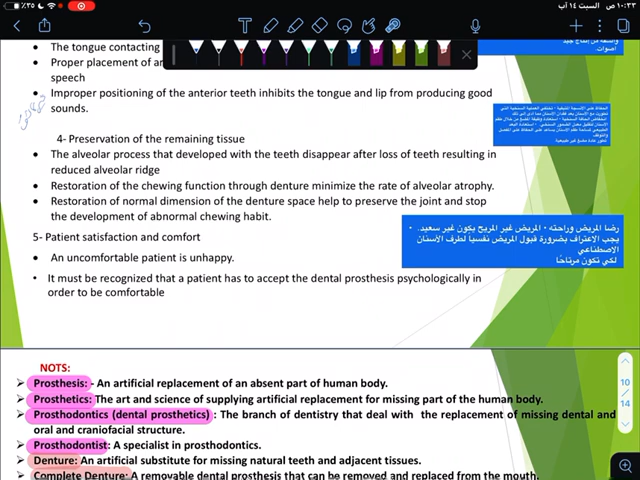 ٪٣٥ ١٠:٣٣ ص السبت ١٤ آب
أصوات.
The tongue contacting
Proper placement of an
speech
Improper positioning of the anterior teeth inhibits the tongue and lip from producing good
sounds.
4- Preservation of the remaining tissue
The alveolar process that developed with the teeth disappear after loss of teeth resulting in
reduced alveolar ridge
Restoration of the chewing function through denture minimize the rate of alveolar atrophy.
Restoration of normal dimension of the denture space help to preserve the joint and stop
the development of abnormal chewing habit.
رضا المريض وراحته • المريض غير المريح يكون غير سعيد. •
يجب الاعتراف بضرورة قبول المريض نفسيا لطرف الأسنان
الاصطناعي
لكي تكون مرتاحًا
5- Patient satisfaction and comfort
An uncomfortable patient is unhappy.
It must be recognized that a patient has to accept the dental prosthesis psychologically in
order to be comfortable
NOTS:
Prosthesis: - An artificial replacement of an absent part of human body.
Prosthetics: The art and science of supplying artificial replacement for missing part of the human body.
Prosthodontics (dental prosthetics) : The branch of dentistry that deal with the replacement of missing dental and
oral and craniofacial structure.
Prosthodontist: A specialist in prosthodontics.
Denture: An artificial substitute for missing natural teeth and adjacent tissues.
Complete Denture: A removable dental prosthesis that can be removed and replaced from the mouth.
10
14